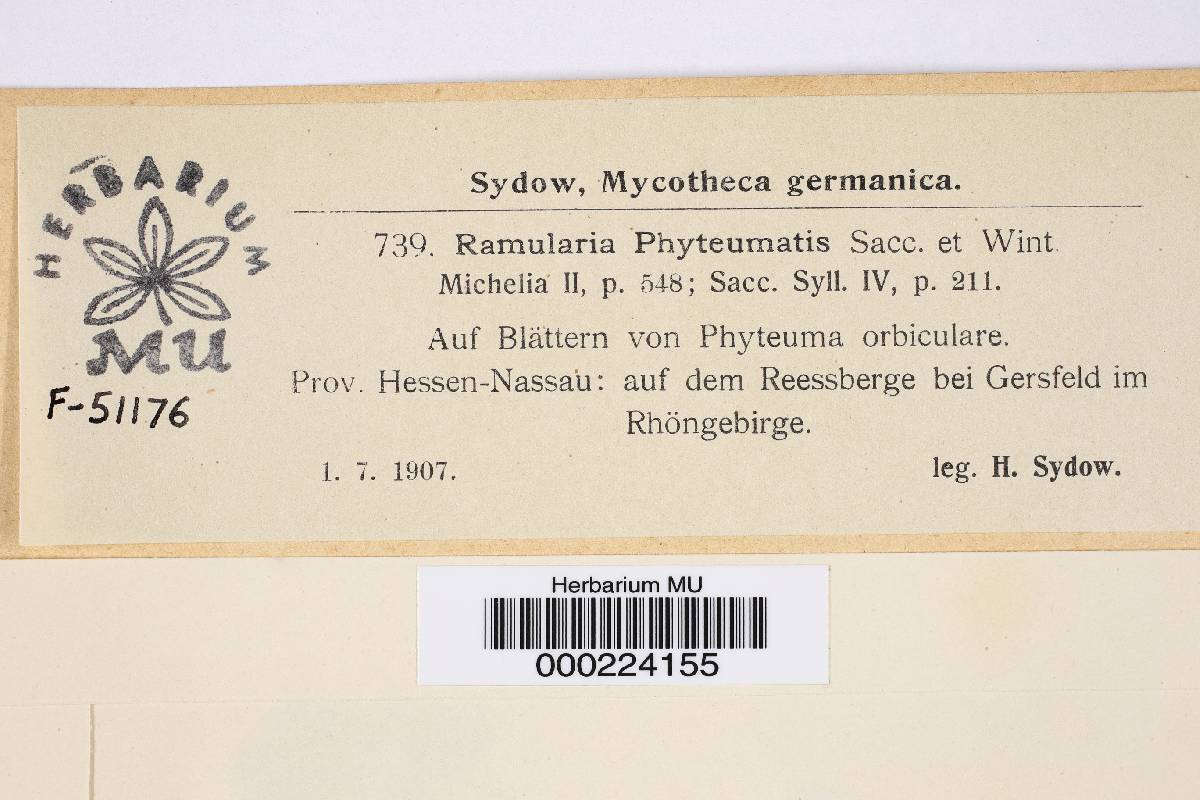 HERBARIUM
MU
F-51176
Sydow, Mycotheca germanica.
739. Ramularia Phyteumatis Sacc. et Wint.
Michelia II, p. 548; Sacc. Syll. IV, p. 211.
Auf Blättern von Phyteuma orbiculare.
Prov. Hessen-Nassau: auf dem Reessberge bei Gersfeld im
Rhöngebirge.
1. 7. 1907.
leg. H. Sydow.
Herbarium MU
000224155